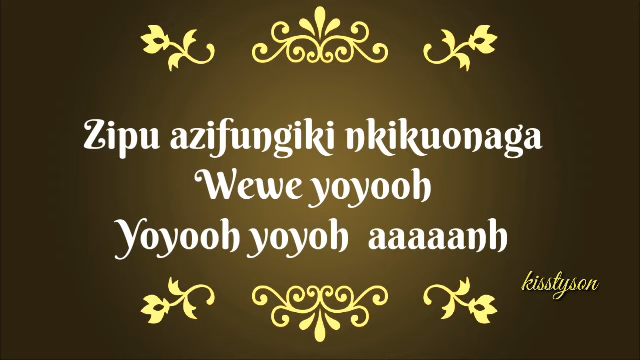 Zipu azifungiki nkikuonaga
Wewe yoyooh
Yoyooh yoyoh aaaaanh
kisstyson